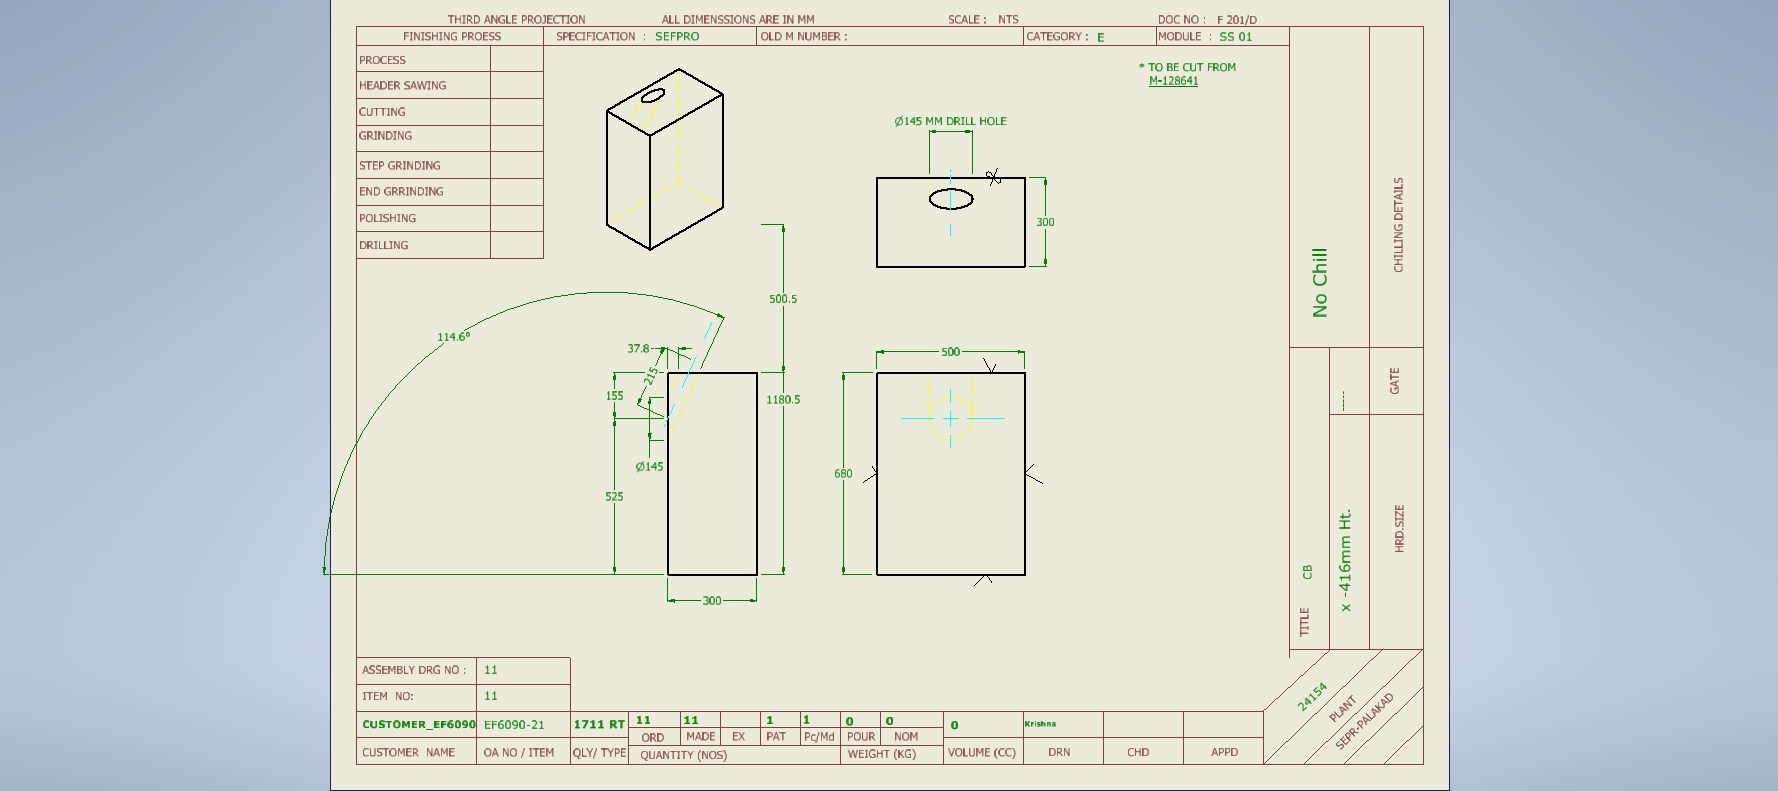 THIRD ANGLE PROJECTION ALL DIMENSSIONS ARE IN MM SCALE : NTS DOC NO : F 201/D
FINISHING PROESS SPECIFICATION : SEFPRO OLD M NUMBER : CATEGORY : E MODULE : SS 01
PROCESS
HEADER SAWING
CUTTING
GRINDING
STEP GRINDING
END GRRINDING
POLISHING
DRILLING
* TO BE CUT FROM
M-128641
Ø145 MM DRILL HOLE
300
500.5
114.6°
37.8
215
155
1180.5
Ø145
525
300
500
680
No Chill
CHILLING DETAILS
GATE
------
TITLE CB
x -416mm Ht.
HRD.SIZE
24154
PLANT
SEPR-PALAKAD
ASSEMBLY DRG NO : 11
ITEM NO: 11
CUSTOMER_EF6090 EF6090-21 1711 RT 11 11 1 1 0 0 0 Krishna
ORD MADE EX PAT Pc/Md POUR NOM
CUSTOMER NAME OA NO / ITEM QLY/ TYPE QUANTITY (NOS) WEIGHT (KG) VOLUME (CC) DRN CHD APPD